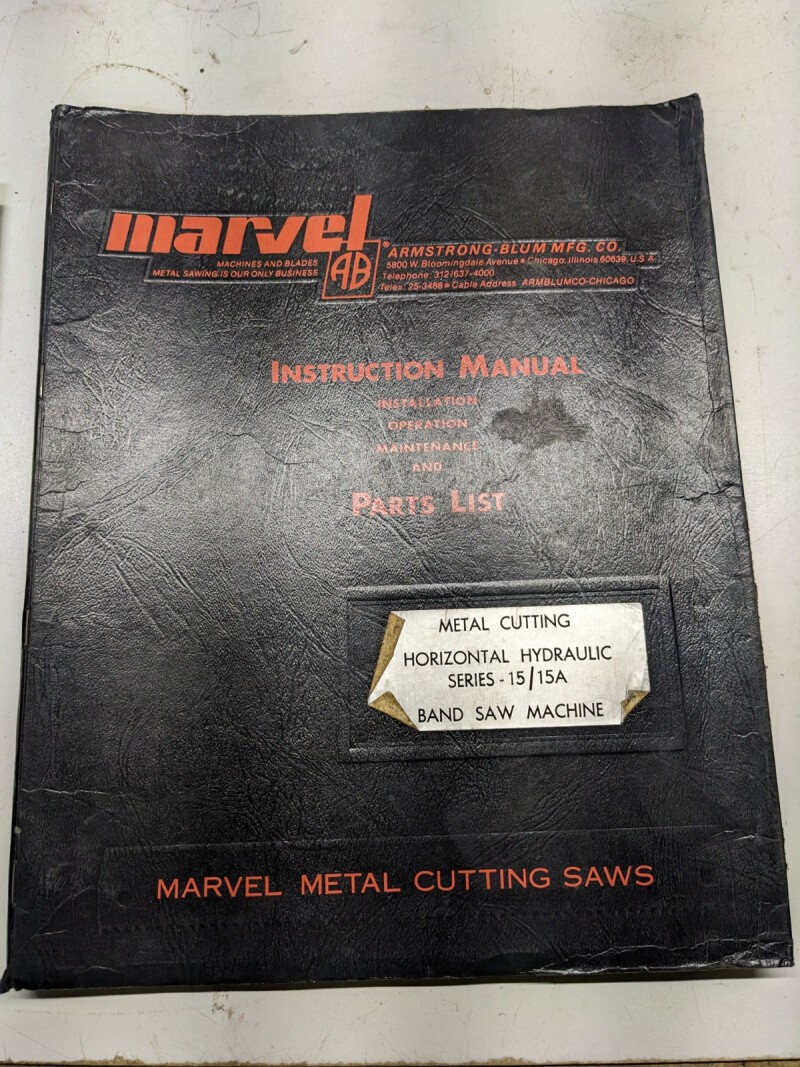 marvel
MACHINES AND BLADES
METAL SAWING IS OUR ONLY BUSINESS
AB
®
ARMSTRONG-BLUM MFG. CO.
5800 W. Bloomingdale Avenue ■ Chicago, Illinois 60639, U.S.A.
Telephone: 312/637-4000
Telex: 25-3468 ■ Cable Address ARMBLUMCO-CHICAGO
INSTRUCTION MANUAL
INSTALLATION
OPERATION
MAINTENANCE
AND
PARTS LIST
METAL CUTTING
HORIZONTAL HYDRAULIC
SERIES - 15/15A
BAND SAW MACHINE
MARVEL METAL CUTTING SAWS